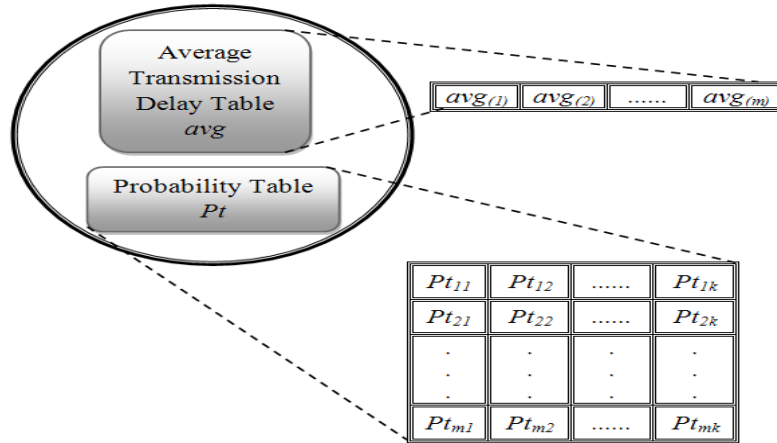 Average
Transmission
Delay Table
avg
avg(1) avg(2) ...... avg(m)
Probability Table
Pt
Pt11 Pt12 ...... Pt1k
Pt21 Pt22 ...... Pt2k
. . . .
. . . .
. . . .
Ptm1 Ptm2 ...... Ptmk